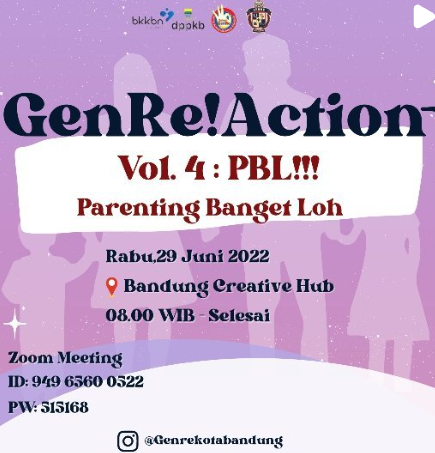 bkkbn
dppkb
GenRe!Action
Vol. 4 : PBL!!!
Parenting Banget Loh
Rabu,29 Juni 2022
Bandung Creative Hub
08.00 WIB - Selesai
Zoom Meeting
ID: 949 6560 0522
PW: 515168
@Genrekotabandung